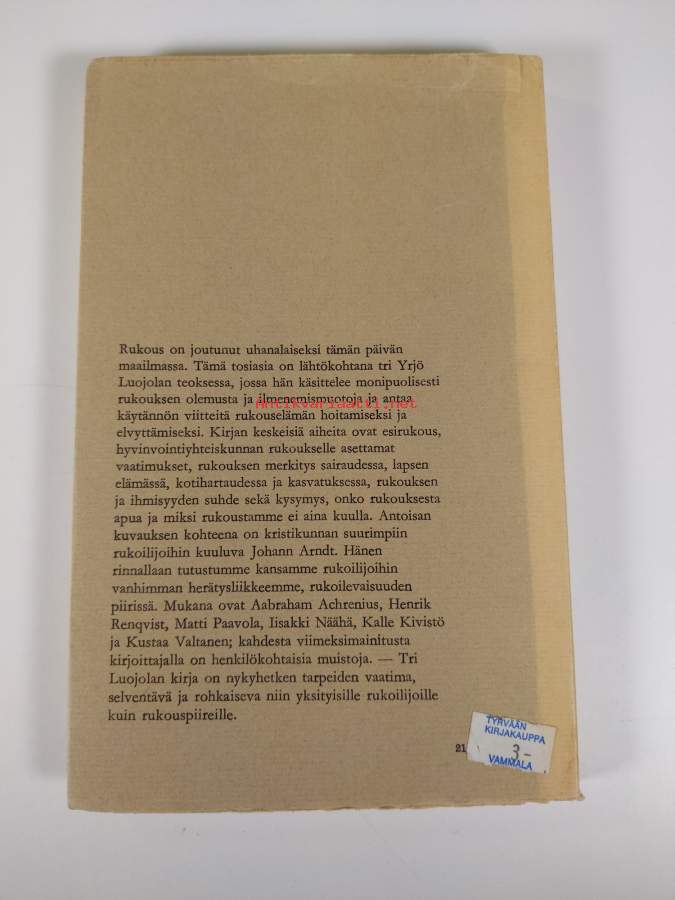 Rukous on joutunut uhanalaiseksi tämän päivän
maailmassa. Tämä tosiasia on lähtökohtana tri Yrjö
Luojolan teoksessa, jossa hän käsittelee monipuolisesti
rukouksen olemusta ja ilmenemismuotoja ja antaa
Antikvariaatti.net
käytännön viitteitä rukouselämän hoitamiseksi ja
elvyttämiseksi. Kirjan keskeisiä aiheita ovat esirukous,
hyvinvointiyhteiskunnan rukoukselle asettamat
vaatimukset, rukouksen merkitys sairaudessa, lapsen
elämässä, kotihartaudessa ja kasvatuksessa, rukouksen
ja ihmisyyden suhde sekä kysymys, onko rukouksesta
apua ja miksi rukoustamme ei aina kuulla. Antoisan
kuvauksen kohteena on kristikunnan suurimpiin
rukoilijoihin kuuluva Johann Arndt. Hänen
rinnallaan tutustumme kansamme rukoilijoihin
vanhimman herätysliikkeemme, rukoilevaisuuden
piirissä. Mukana ovat Aabraham Achrenius, Henrik
Renqvist, Matti Paavola, Iisakki Näähä, Kalle Kivistö
ja Kustaa Valtanen; kahdesta viimeksimainitusta
kirjoittajalla on henkilökohtaisia muistoja. — Tri
Luojolan kirja on nykyhetken tarpeiden vaatima,
selventävä ja rohkaiseva niin yksityisille rukoilijoille
kuin rukouspiireille.
21
TYRVÄÄN
KIRJAKAUPPA
3-
VAMMALA